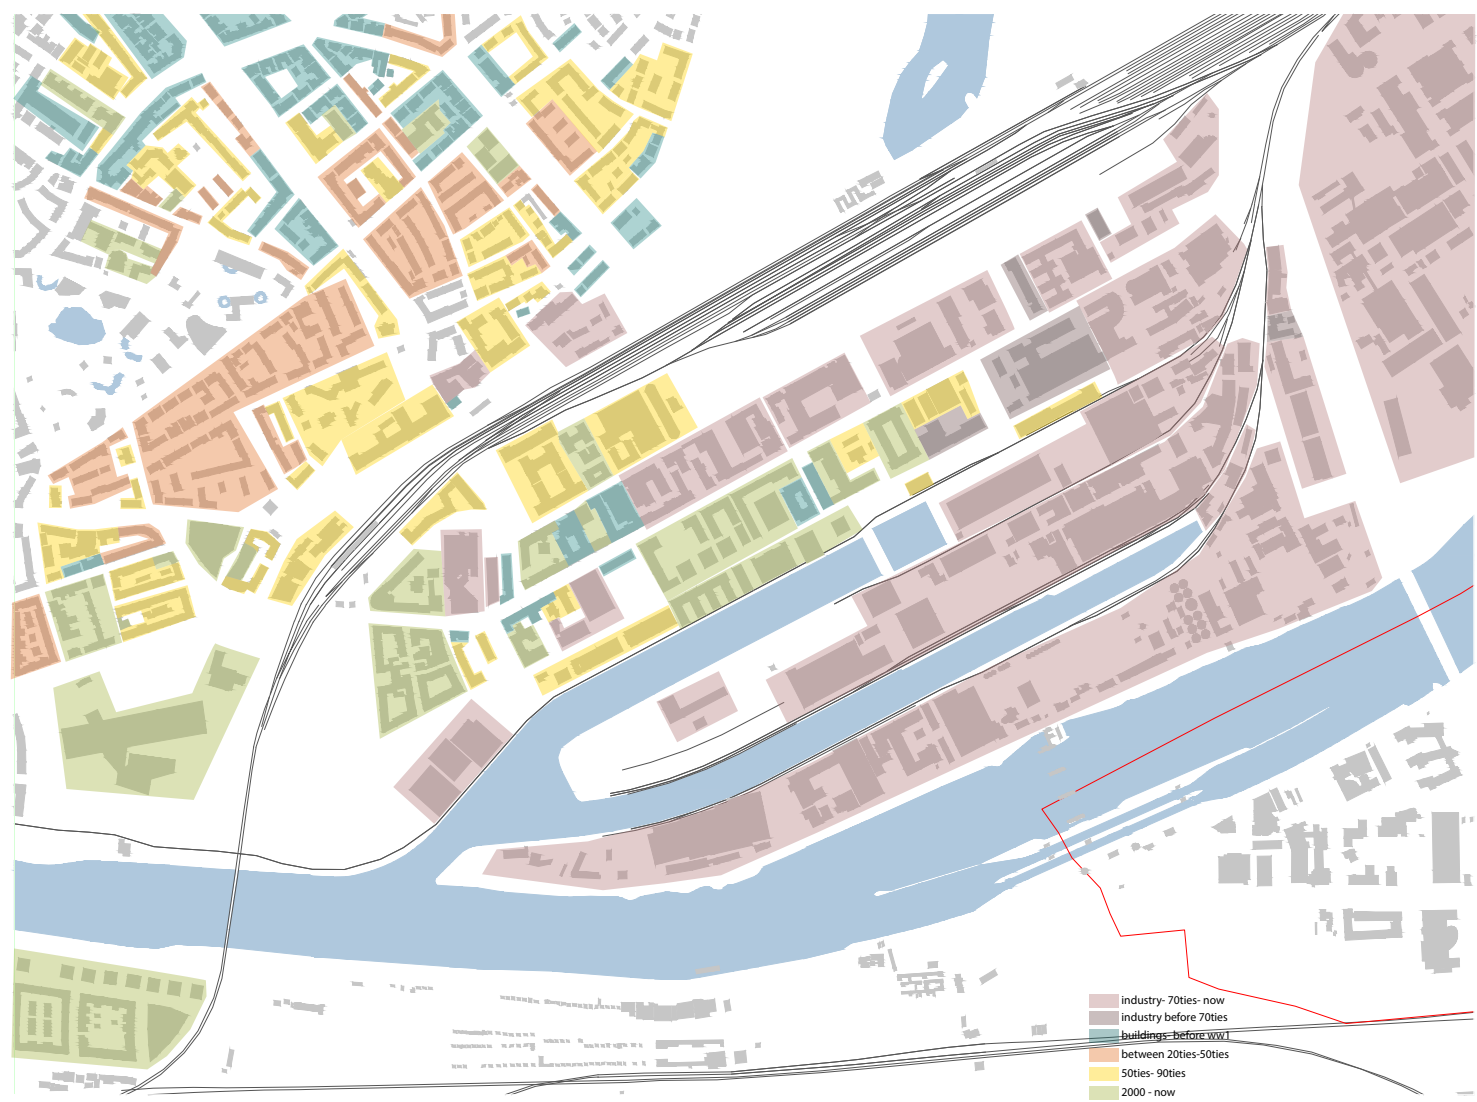 industry- 70ties- now
industry before 70ties
buildings- before ww1
between 20ties-50ties
50ties- 90ties
2000 - now